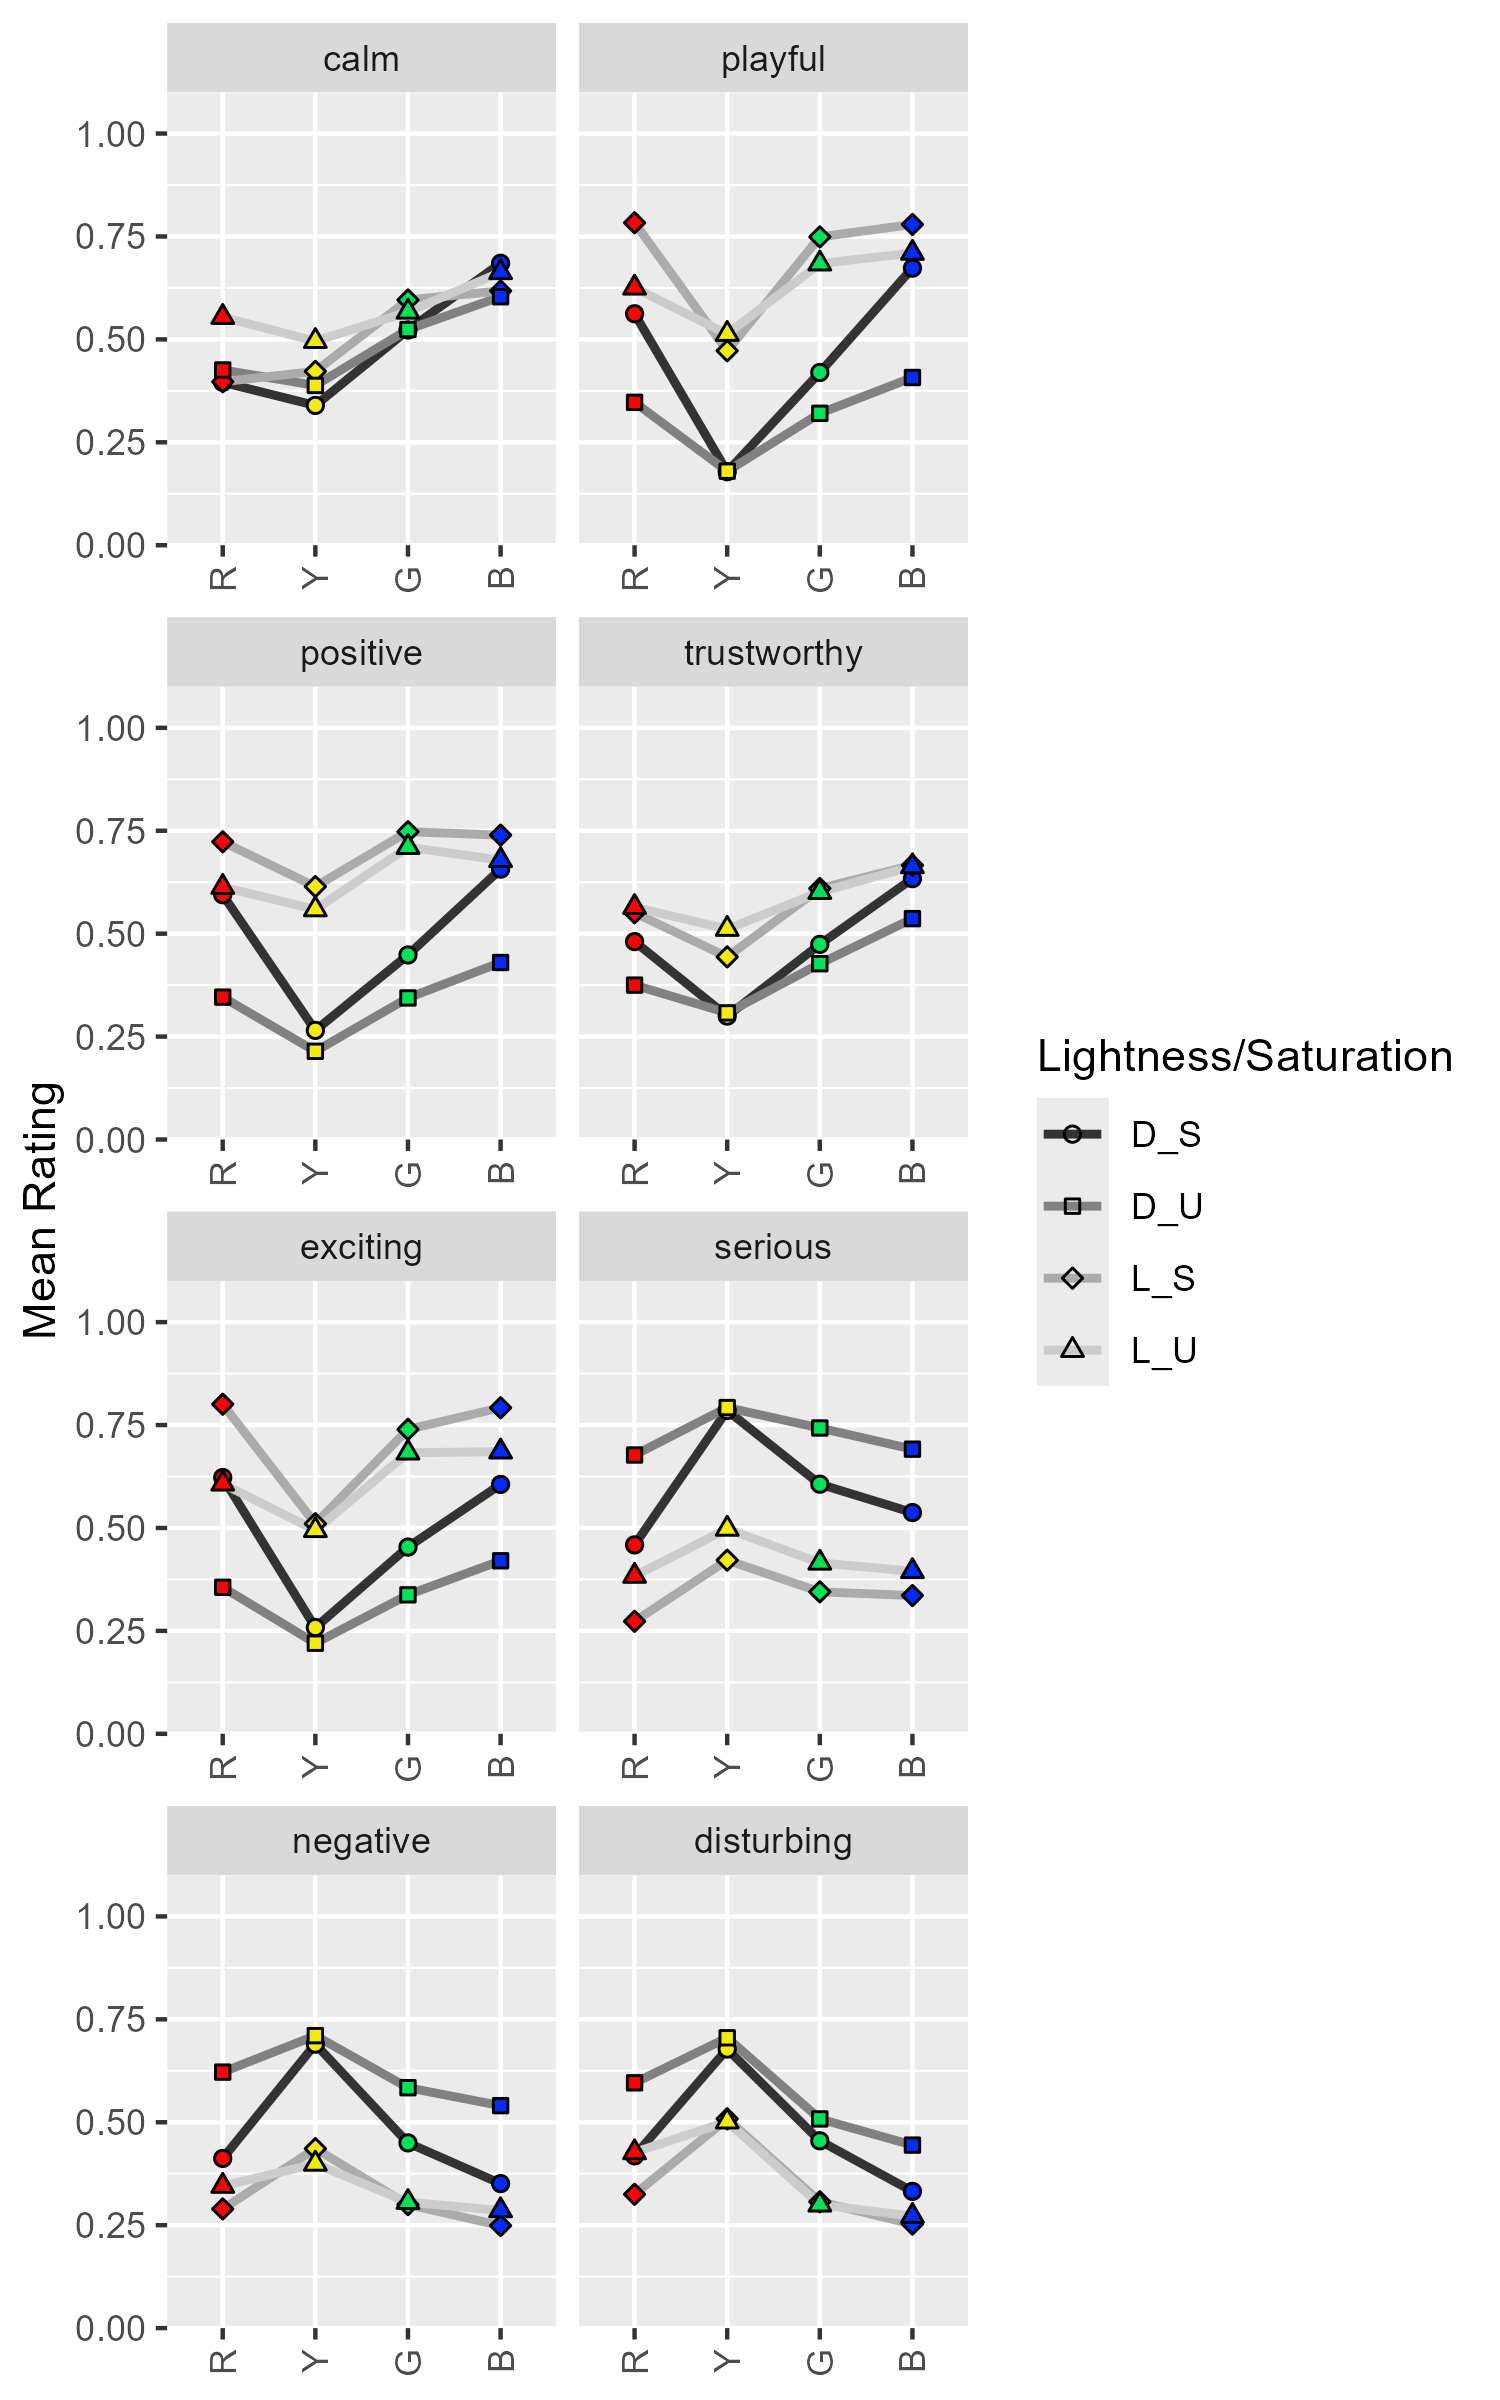 calm playful
1.00
0.75
0.50
0.25
0.00
R Y G B R Y G B
positive trustworthy
1.00
0.75
0.50
0.25
0.00
R Y G B R Y G B
exciting serious
1.00
0.75
0.50
0.25
0.00
R Y G B R Y G B
negative disturbing
1.00
0.75
0.50
0.25
0.00
R Y G B R Y G B
Mean Rating
Lightness/Saturation
D_S
D_U
L_S
L_U